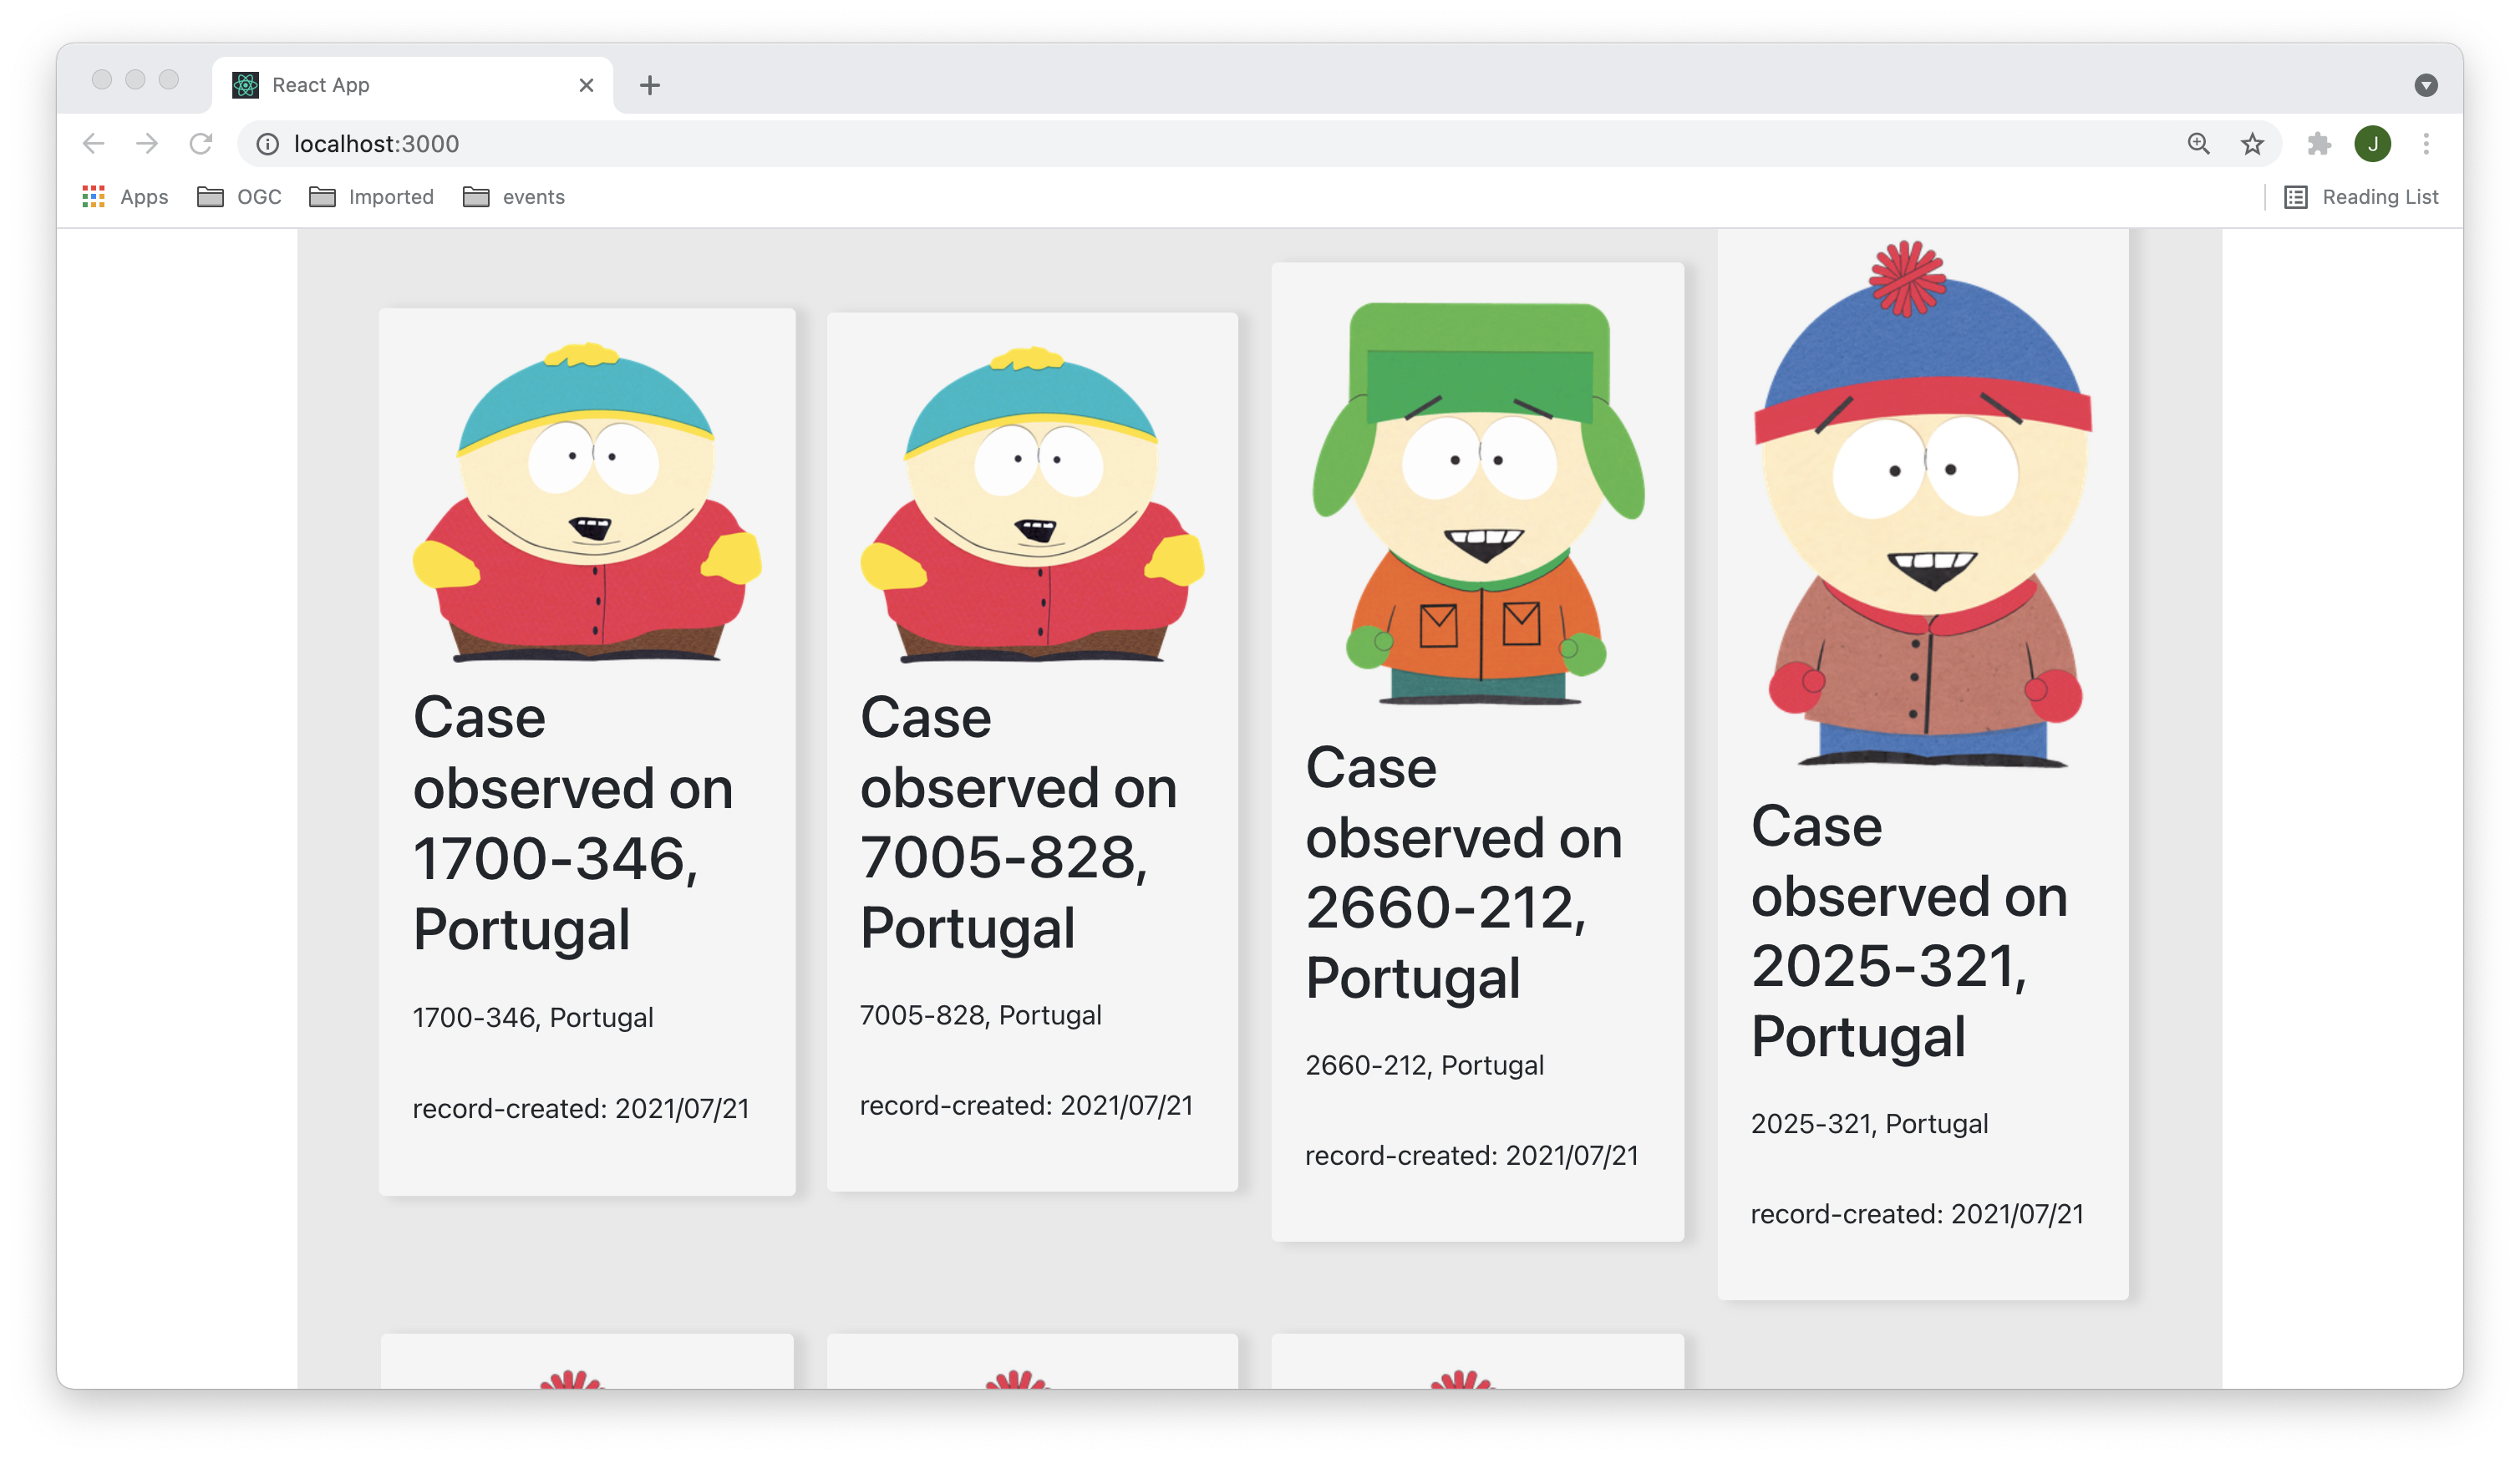 React App
localhost:3000
J
Apps
OGC
Imported
events
Reading List
Case
observed on
1700-346,
Portugal
1700-346, Portugal
record-created: 2021/07/21
Case
observed on
7005-828,
Portugal
7005-828, Portugal
record-created: 2021/07/21
Case
observed on
2660-212,
Portugal
2660-212, Portugal
record-created: 2021/07/21
Case
observed on
2025-321,
Portugal
2025-321, Portugal
record-created: 2021/07/21